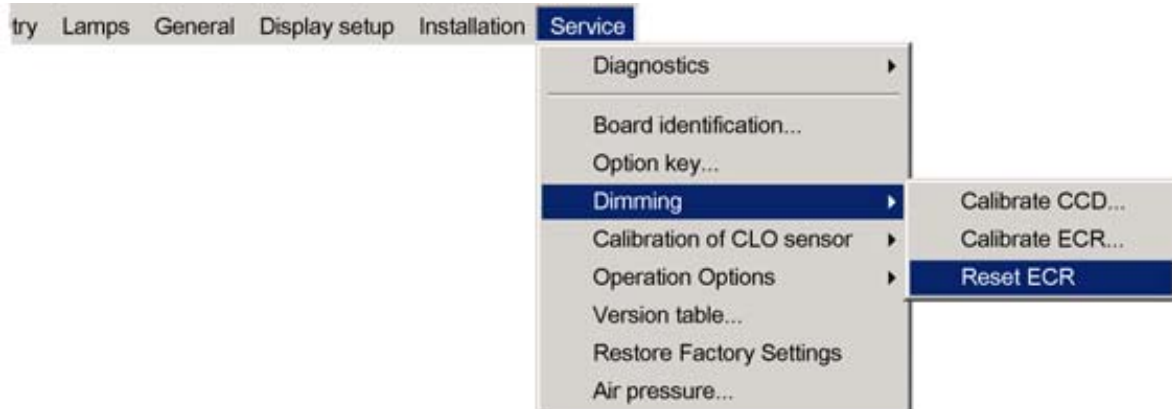 try Lamps General Display setup Installation Service
Diagnostics
Board identification...
Option key...
Dimming
Calibrate CCD...
Calibration of CLO sensor
Calibrate ECR...
Operation Options
Reset ECR
Version table...
Restore Factory Settings
Air pressure...